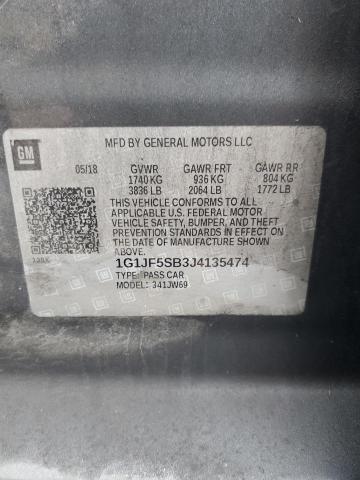 GM
MFD BY GENERAL MOTORS LLC
05/18 GVWR GAWR FRT GAWR RR
1740 KG 936 KG 804 KG
3836 LB 2064 LB 1772 LB
THIS VEHICLE CONFORMS TO ALL
APPLICABLE U.S. FEDERAL MOTOR
VEHICLE SAFETY, BUMPER, AND THEFT
PREVENTION STANDARDS IN EFFECT ON
THE DATE OF MANUFACTURE SHOWN
ABOVE.
1G1JF5SB3J4135474
TYPE: PASS CAR
MODEL: 341JW69